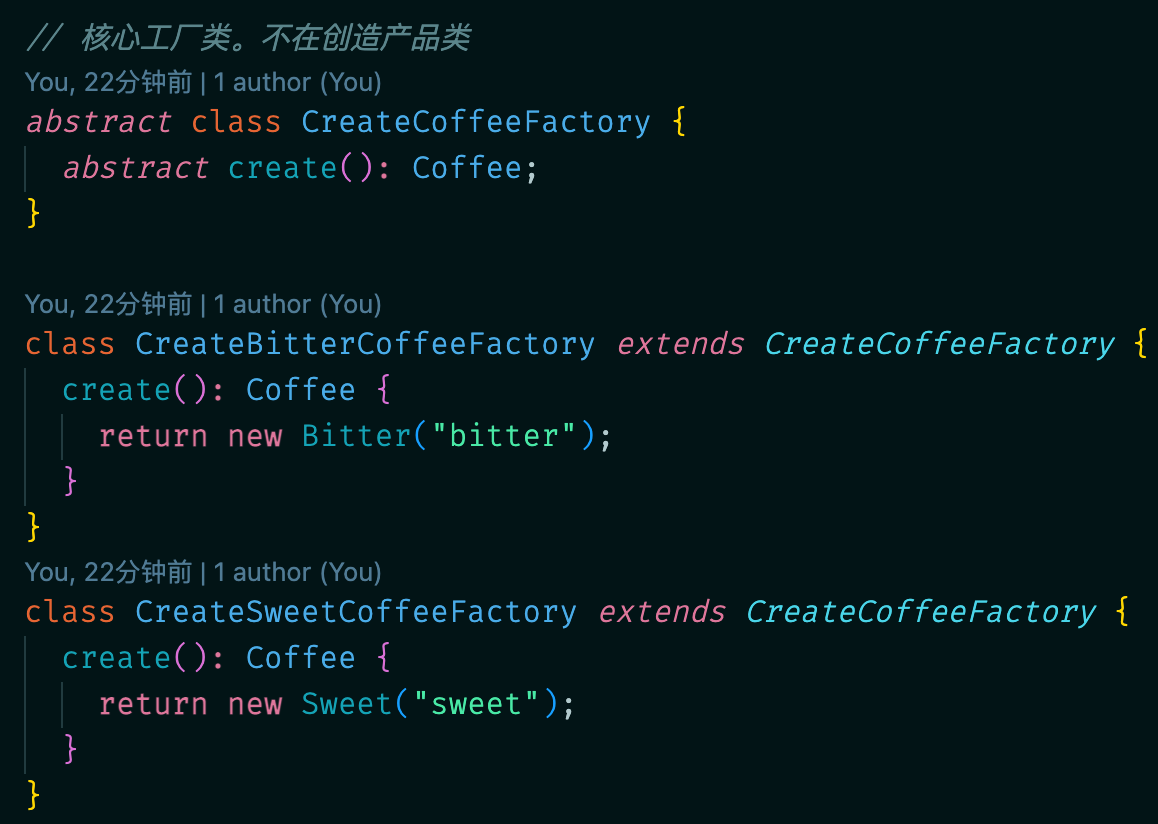 // 核心工厂类。不在创造产品类
You, 22分钟前 | 1 author (You)
abstract class CreateCoffeeFactory {
  abstract create(): Coffee;
}
You, 22分钟前 | 1 author (You)
class CreateBitterCoffeeFactory extends CreateCoffeeFactory {
  create(): Coffee {
    return new Bitter("bitter");
  }
}
You, 22分钟前 | 1 author (You)
class CreateSweetCoffeeFactory extends CreateCoffeeFactory {
  create(): Coffee {
    return new Sweet("sweet");
  }
}